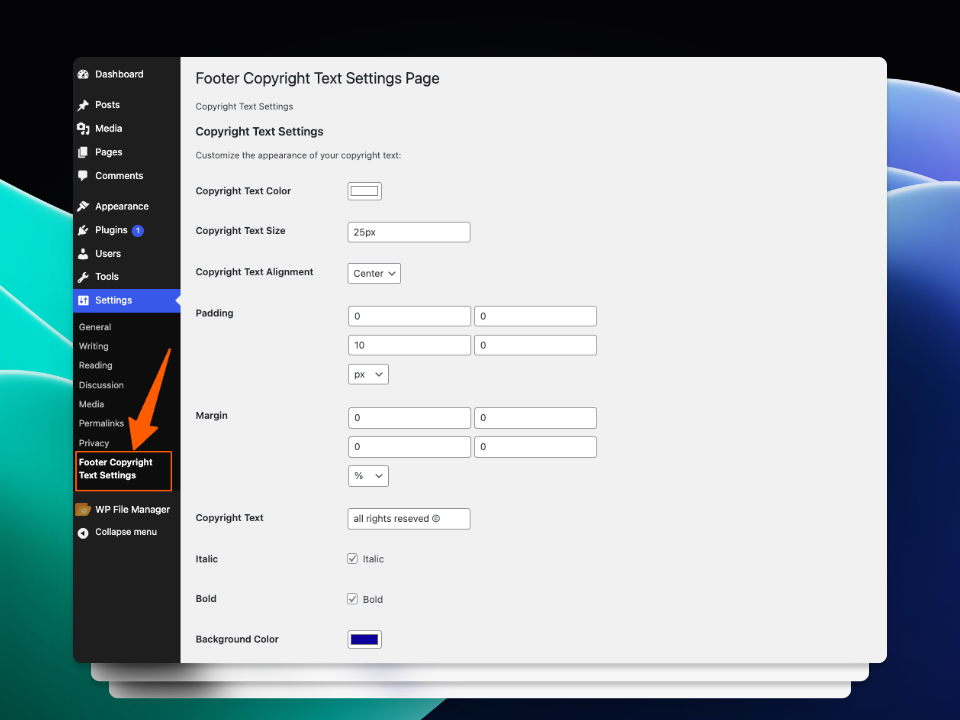 Dashboard
Posts
Media
Pages
Comments
Appearance
Plugins 1
Users
Tools
Settings
General
Writing
Reading
Discussion
Media
Permalinks
Privacy
Footer Copyright
Text Settings
WP File Manager
Collapse menu
Footer Copyright Text Settings Page
Copyright Text Settings
Copyright Text Settings
Customize the appearance of your copyright text:
Copyright Text Color
Copyright Text Size 25px
Copyright Text Alignment Center
Padding 0 0
10 0
px
Margin 0 0
0 0
%
Copyright Text all rights reseved ©
Italic Italic
Bold Bold
Background Color